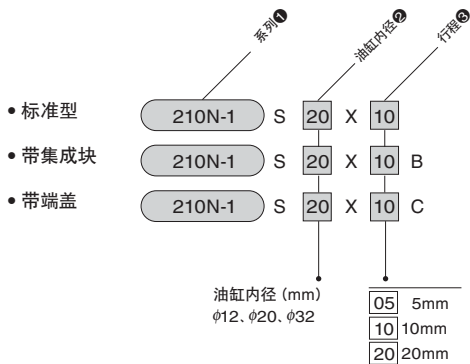 系列❶
油缸内径❷
行程❸
• 标准型 210N-1 S 20 X 10
• 带集成块 210N-1 S 20 X 10 B
• 带端盖 210N-1 S 20 X 10 C
油缸内径 (mm)
φ12、φ20、φ32
05 5mm
10 10mm
20 20mm